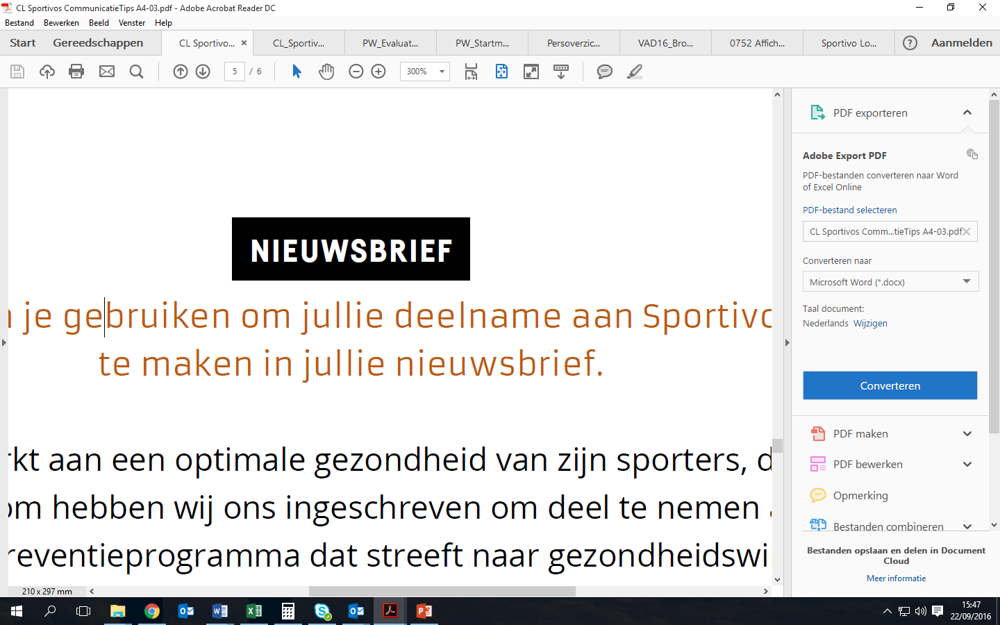 CL Sportivos CommunicatieTips A4-03.pdf - Adobe Acrobat Reader DC
Bestand Bewerken Beeld Venster Help
Start Gereedschappen CL Sportivo... CL_Sportiv... PW_Evaluat... PW_Startm... Persoverzic... VAD16_Bro... 0752 Affich... Sportivo Lo... Aanmelden
5 / 6 300%
NIEUWSBRIEF
je gebruiken om jullie deelname aan Sportivo
te maken in jullie nieuwsbrief.
rkt aan een optimale gezondheid van zijn sporters, d
om hebben wij ons ingeschreven om deel te nemen a
reventieprogramma dat streeft naar gezondheidswi
210 x 297 mm
PDF exporteren
Adobe Export PDF
PDF-bestanden converteren naar Word
of Excel Online
PDF-bestand selecteren
CL Sportivos Comm...tieTips A4-03.pdf
Converteren naar
Microsoft Word (*.docx)
Taal document:
Nederlands Wijzigen
Converteren
PDF maken
PDF bewerken
Opmerking
Bestanden combineren
Bestanden opslaan en delen in Document
Cloud
Meer informatie
15:47
22/09/2016